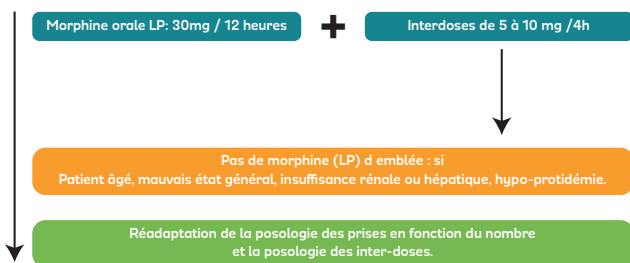 Morphine orale LP: 30mg / 12 heures
+
Interdoses de 5 à 10 mg /4h
Pas de morphine (LP) d emblée : si
Patient âgé, mauvais état général, insuffisance rénale ou hépatique, hypo-protidémie.
Réadaptation de la posologie des prises en fonction du nombre
et la posologie des inter-doses.